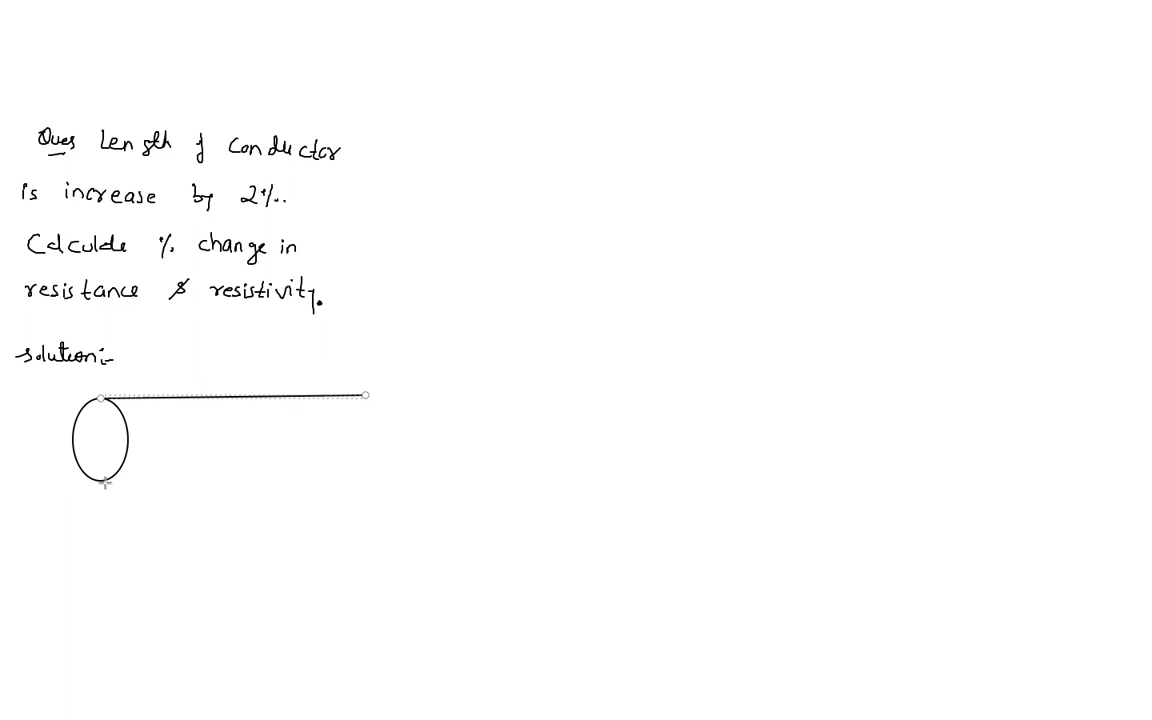 Ques Length of conductor
is increase by 2%.
Calculate % change in
resistance & resistivity.
Solution:-